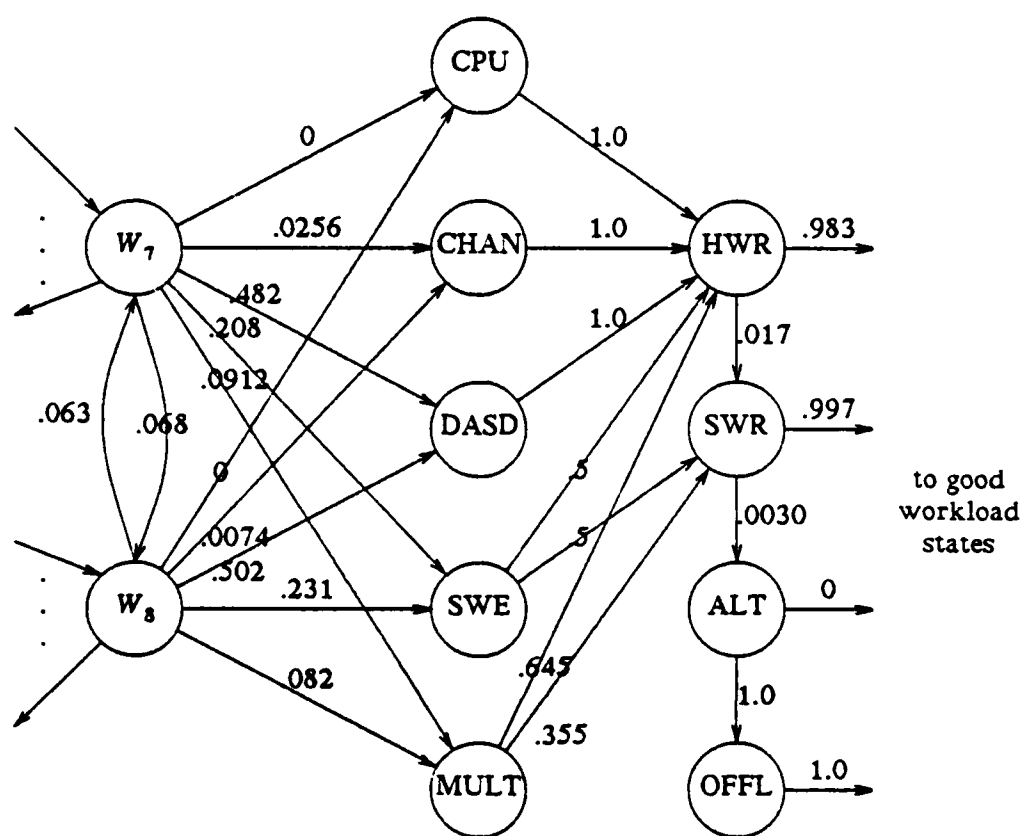 CPU
0
1.0
W7
.0256
CHAN
1.0
HWR
.983
.482
.208
1.0
.017
.0912
.063
.068
DASD
SWR
.997
0
.5
to good
workload
states
.0074
.0030
.502
.5
W8
.231
SWE
ALT
0
.082
.645
1.0
.355
MULT
OFFL
1.0